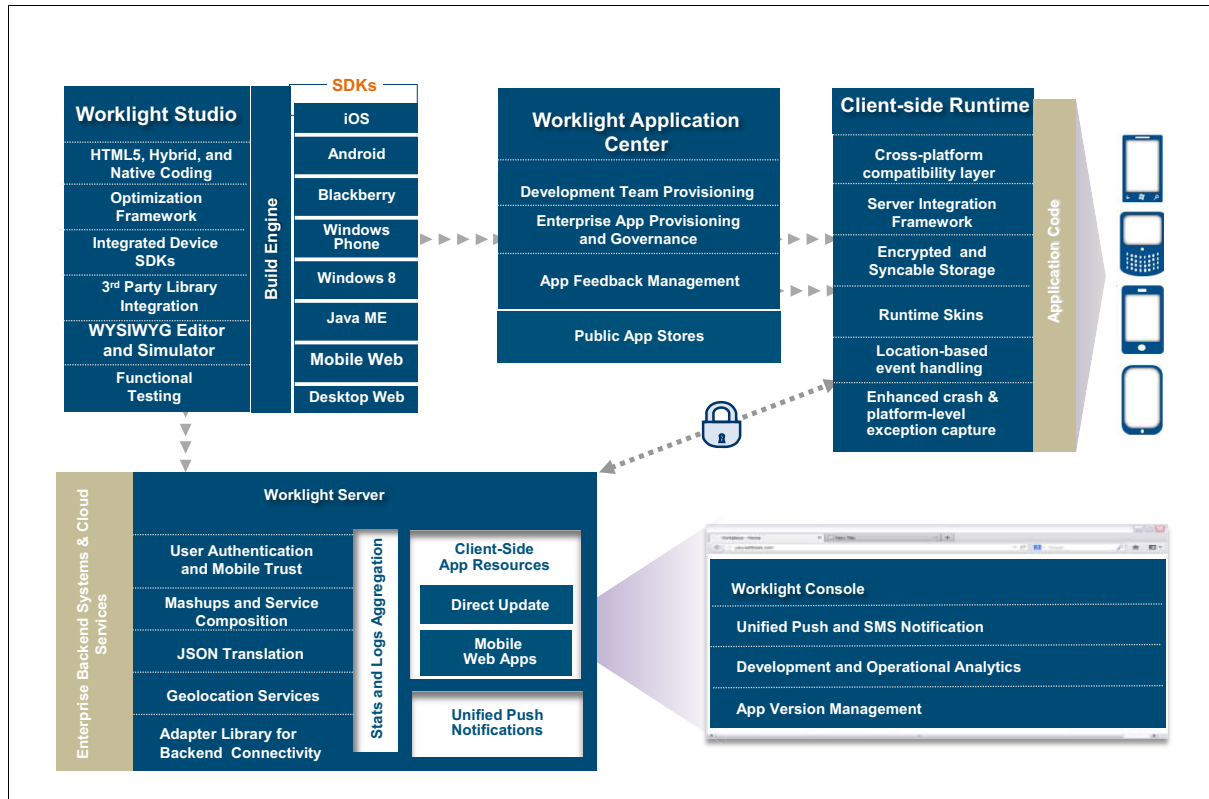 Worklight Studio
HTML5, Hybrid, and
Native Coding
Optimization
Framework
Integrated Device
SDKs
3rd Party Library
Integration
WYSIWYG Editor
and Simulator
Functional
Testing
Build Engine
SDKs
iOS
Android
Blackberry
Windows
Phone
Windows 8
Java ME
Mobile Web
Desktop Web
Worklight Application
Center
Development Team Provisioning
Enterprise App Provisioning
and Governance
App Feedback Management
Public App Stores
Client-side Runtime
Cross-platform
compatibility layer
Server Integration
Framework
Encrypted and
Syncable Storage
Runtime Skins
Location-based
event handling
Enhanced crash &
platform-level
exception capture
Application Code
Enterprise Backend Systems & Cloud
Services
Worklight Server
User Authentication
and Mobile Trust
Mashups and Service
Composition
JSON Translation
Geolocation Services
Adapter Library for
Backend Connectivity
Stats and Logs Aggregation
Client-Side
App Resources
Direct Update
Mobile
Web Apps
Unified Push
Notifications
Worklight Console
Unified Push and SMS Notification
Development and Operational Analytics
App Version Management